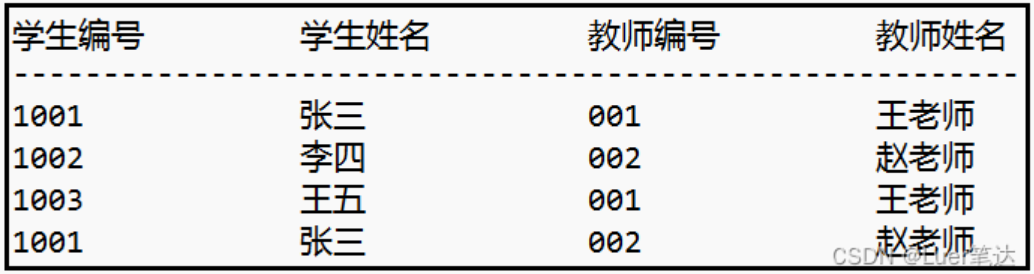 学生编号 学生姓名 教师编号 教师姓名
------------------------------------------------------------
1001 张三 001 王老师
1002 李四 002 赵老师
1003 王五 001 王老师
1001 张三 002 赵老师
CSDN @Luer笔达